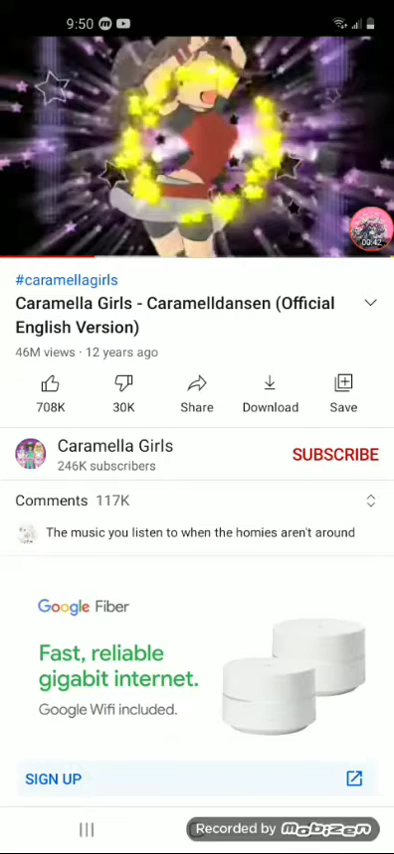 9:50
00:42
#caramellagirls
Caramella Girls - Caramelldansen (Official
English Version)
46M views · 12 years ago
708K
30K
Share
Download
Save
Caramella Girls
246K subscribers
SUBSCRIBE
Comments 117K
The music you listen to when the homies aren't around
Google Fiber
Fast, reliable
gigabit internet.
Google Wifi included.
SIGN UP
Recorded by mobizen